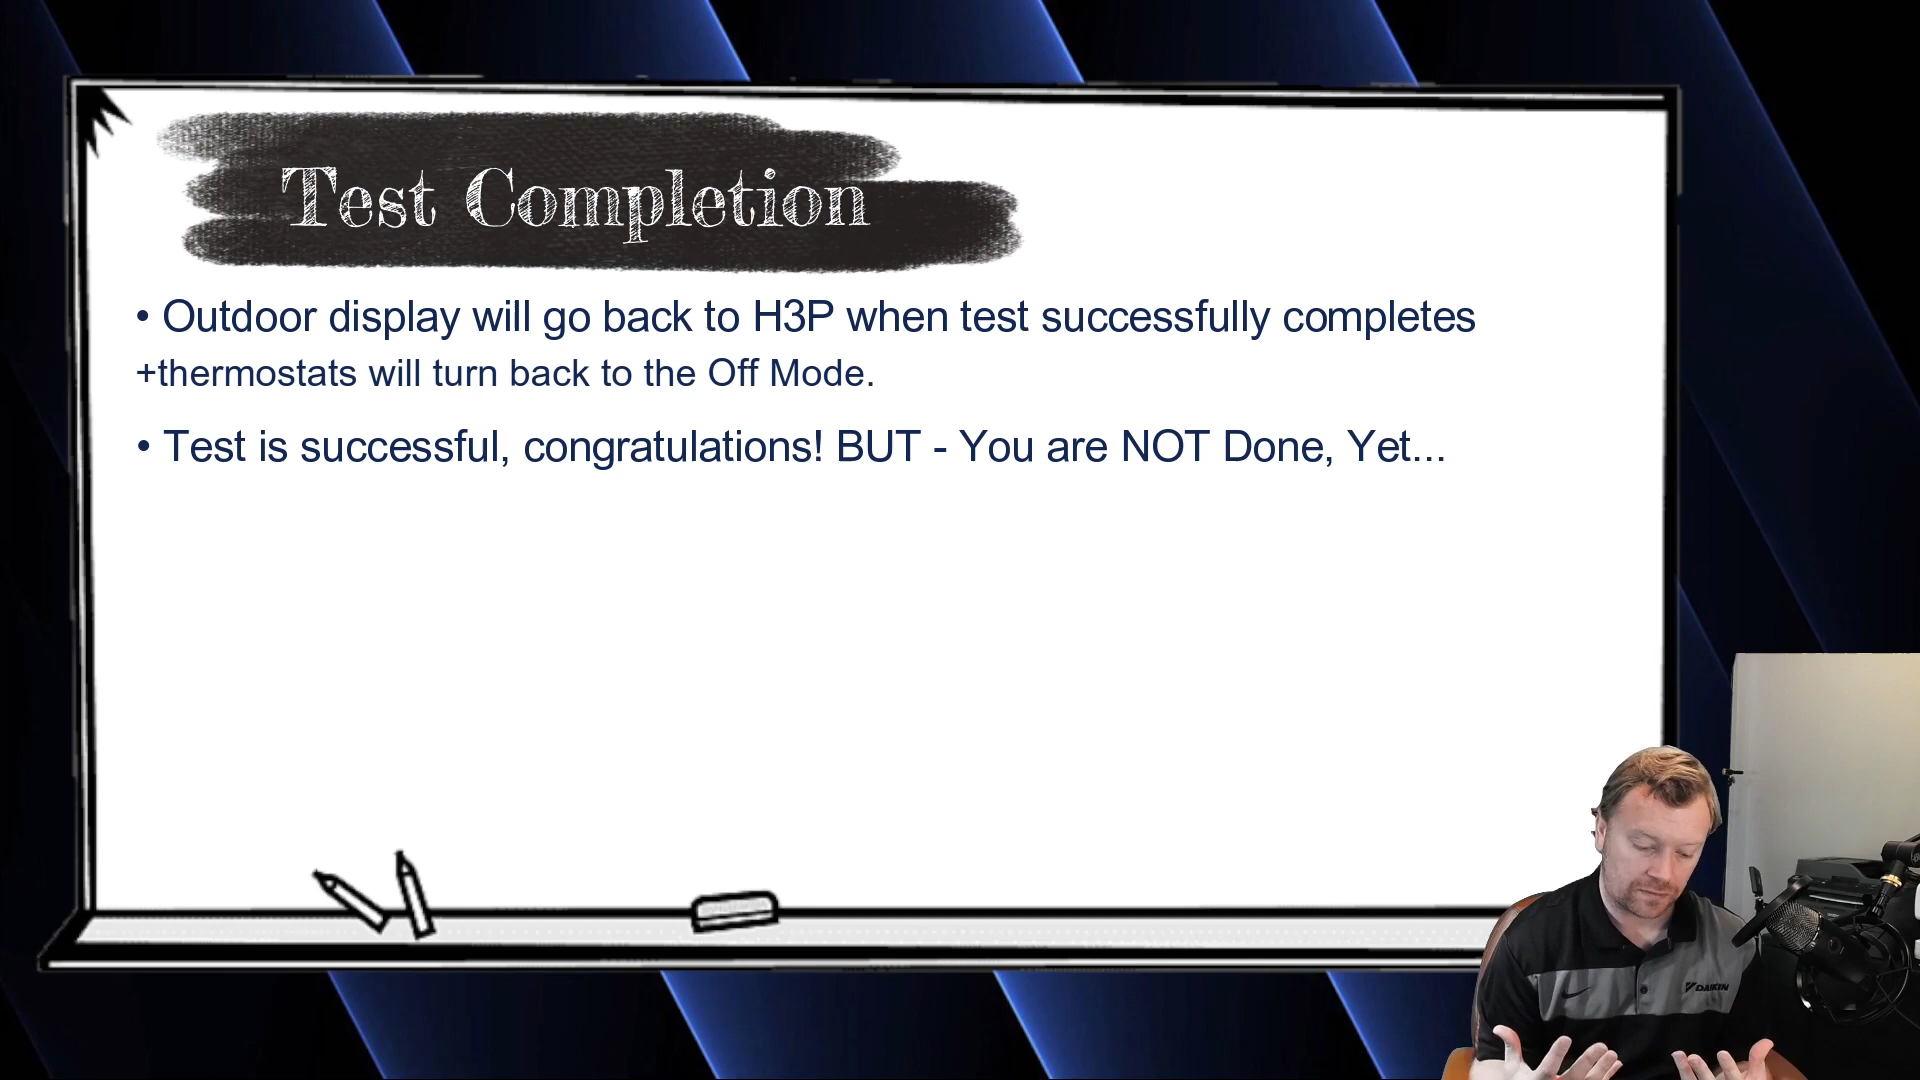 Test Completion
• Outdoor display will go back to H3P when test successfully completes
+thermostats will turn back to the Off Mode.
• Test is successful, congratulations! BUT - You are NOT Done, Yet...
DAIKIN